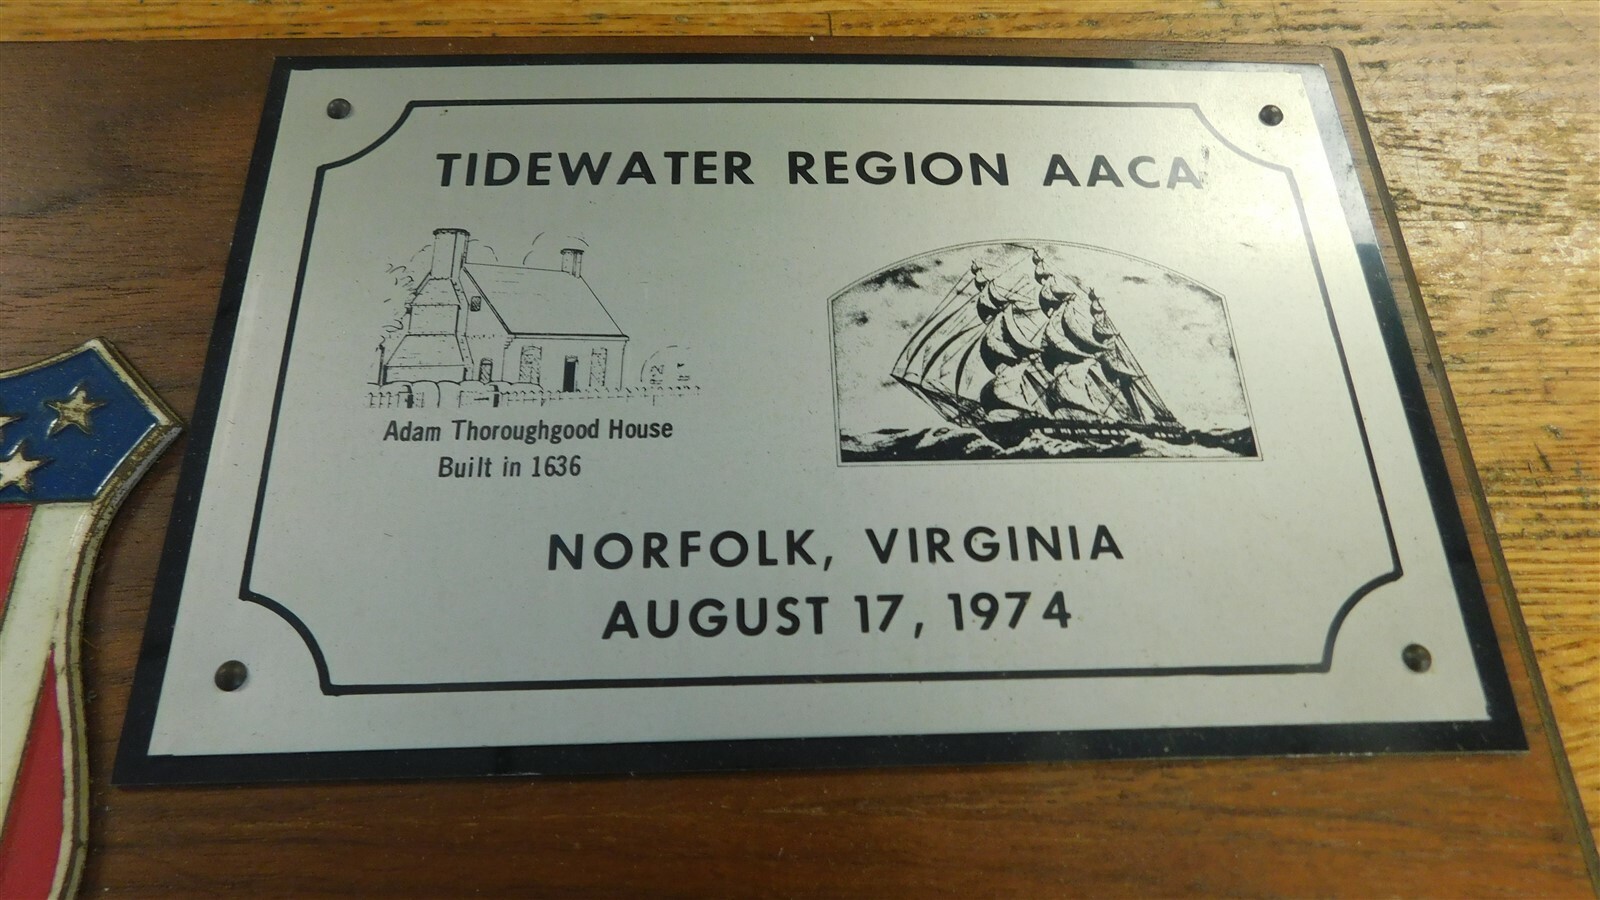 TIDEWATER REGION AACA
Adam Thoroughgood House
Built in 1636
NORFOLK, VIRGINIA
AUGUST 17, 1974